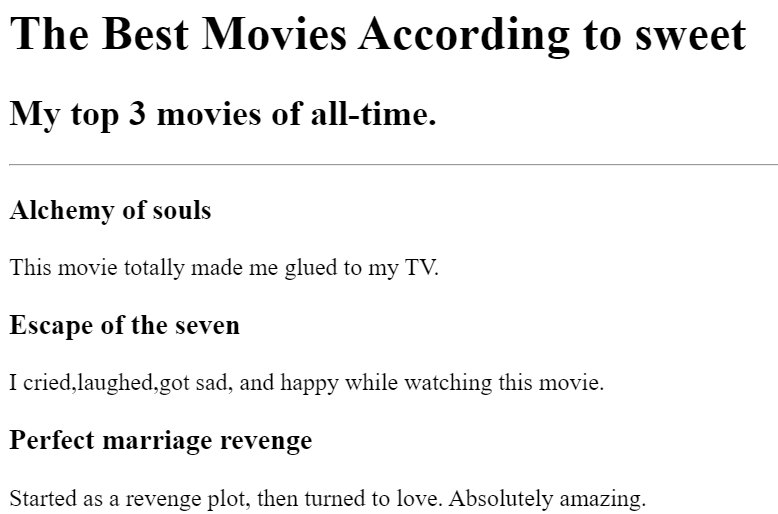 The Best Movies According to sweet
My top 3 movies of all-time.
Alchemy of souls
This movie totally made me glued to my TV.
Escape of the seven
I cried,laughed,got sad, and happy while watching this movie.
Perfect marriage revenge
Started as a revenge plot, then turned to love. Absolutely amazing.